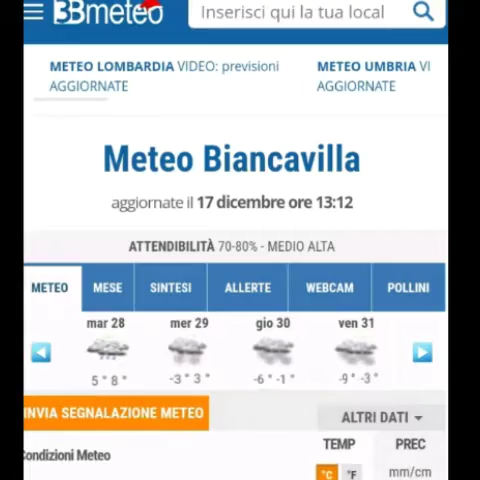 3Bmeteo
Inserisci qui la tua local
METEO LOMBARDIA VIDEO: previsioni
AGGIORNATE
METEO UMBRIA VI
AGGIORNATE
Meteo Biancavilla
aggiornate il 17 dicembre ore 13:12
ATTENDIBILITÀ 70-80% - MEDIO ALTA
METEO MESE SINTESI ALLERTE WEBCAM POLLINI
mar 28 mer 29 gio 30 ven 31
5° 8° -3° 3° -6° -1° -9° -3°
INVIA SEGNALAZIONE METEO
ALTRI DATI
TEMP PREC
Condizioni Meteo
°C °F mm/cm